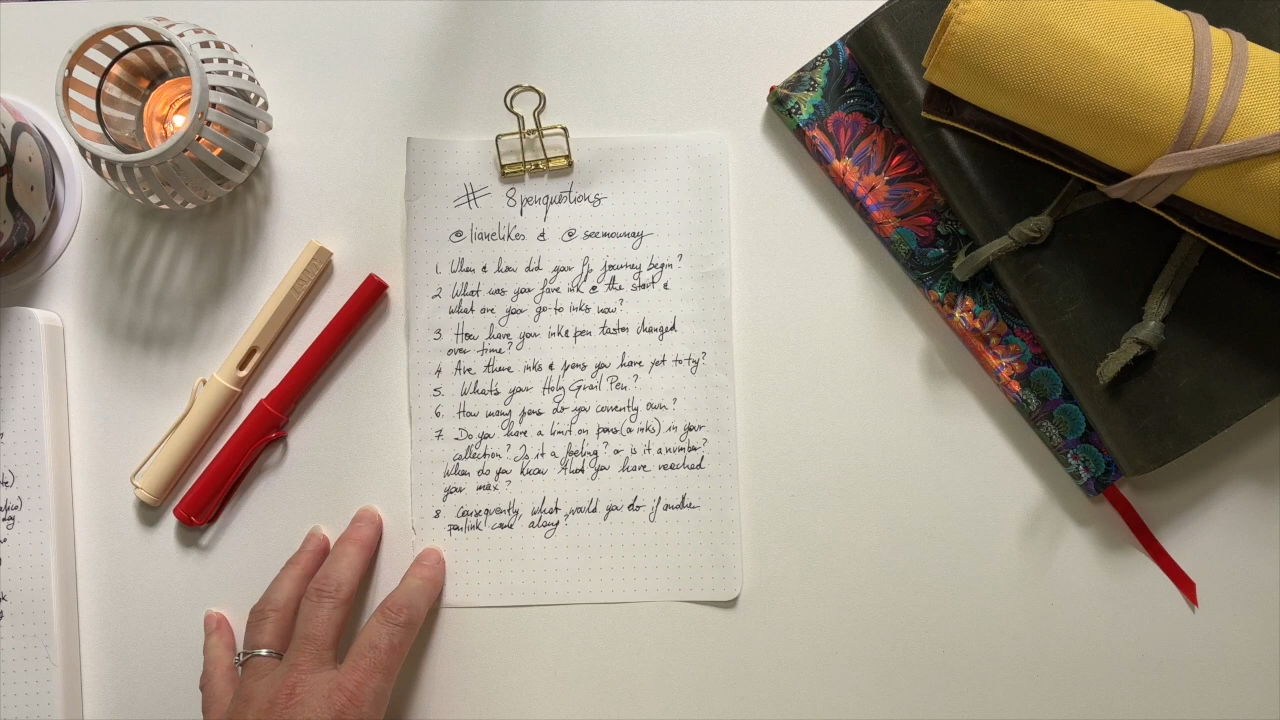 # 8penquestions
@lianelikes & @seemownay
1. When & how did your fp journey begin?
2 What was your fave ink @ the start &
what are your go-to inks now?
3. How have your ink & pen tastes changed
over time?
4 Are there inks & pens you have yet to try?
5. What's your Holy Grail Pen?
6. How many pens do you currently own?
7. Do you have a limit on pens (& inks) in your
collection? Is it a feeling? or is it a number?
When do you know that you have reached
your max?
8. Consequently, what would you do if another
pen/ink came along?
LAMY